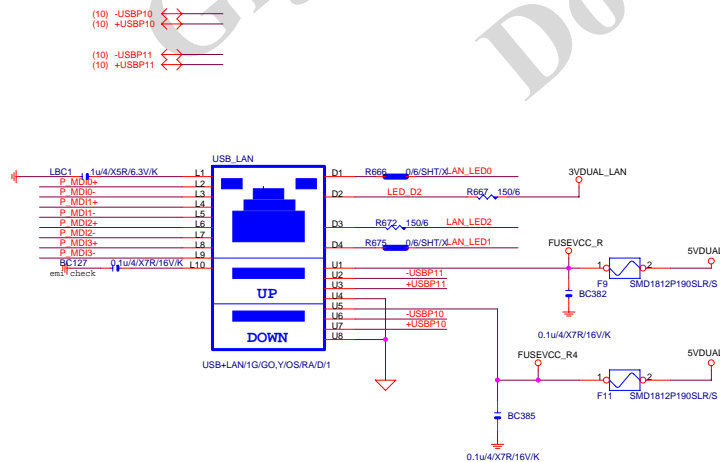 (10) -USBP10
(10) +USBP10
(10) -USBP11
(10) +USBP11
USB_LAN
LBC1 1u/4/X5R/6.3V/K L1
P_MDI0+ L2
P_MDI0- L3
P_MDI1+ L4
P_MDI1- L5
P_MDI2+ L6
P_MDI2- L7
P_MDI3+ L8
P_MDI3- L9
BC127 0.1u/4/X7R/16V/K L10
emi check
UP
DOWN
USB+LAN/1G/GO,Y/OS/RA/D/1
D1 R666 0/6/SHT/X LAN_LED0
D2 LED_D2 R667 150/6 3VDUAL_LAN
D3 R672 150/6 LAN_LED2
D4 R675 0/6/SHT/X LAN_LED1
U1
U2 -USBP11
U3 +USBP11
U4
U5
U6 -USBP10
U7 +USBP10
U8
FUSEVCC_R 5VDUAL
1 2
F9 SMD1812P190SLR/S
BC382
0.1u/4/X7R/16V/K
FUSEVCC_R4 5VDUAL
1 2
F11 SMD1812P190SLR/S
BC385
0.1u/4/X7R/16V/K